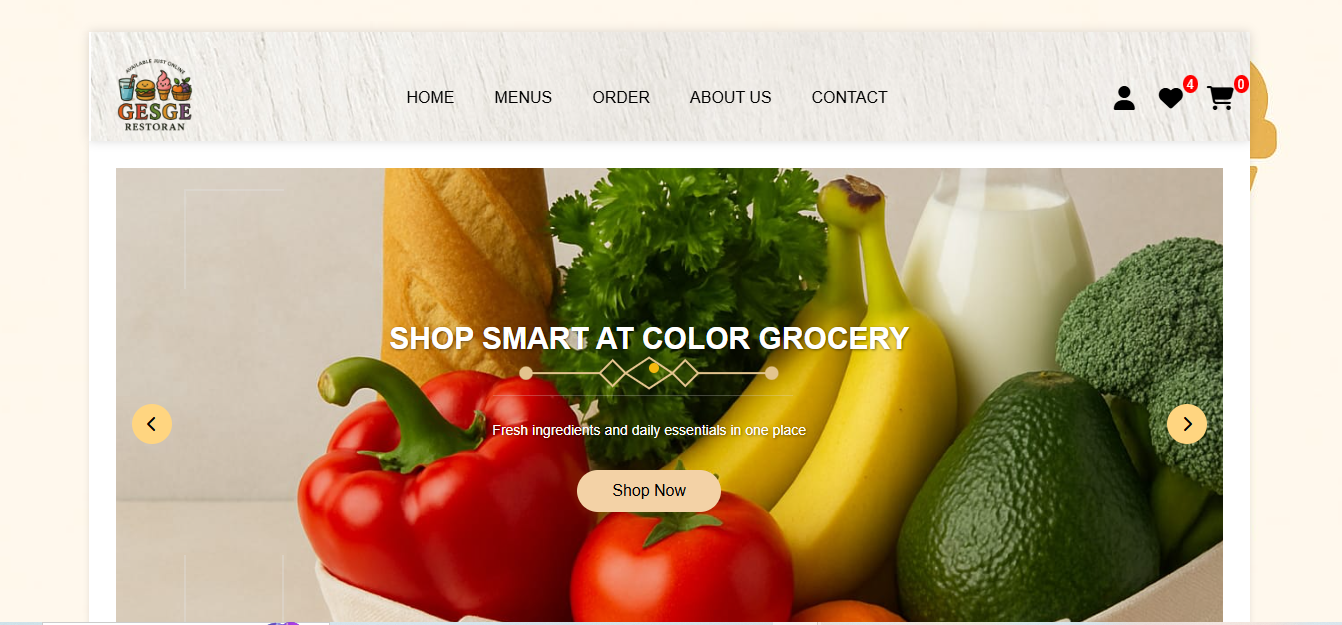 AVAILABLE JUST ONLINE
GESGE
RESTORAN
HOME MENUS ORDER ABOUT US CONTACT
4
0
SHOP SMART AT COLOR GROCERY
Fresh ingredients and daily essentials in one place
Shop Now